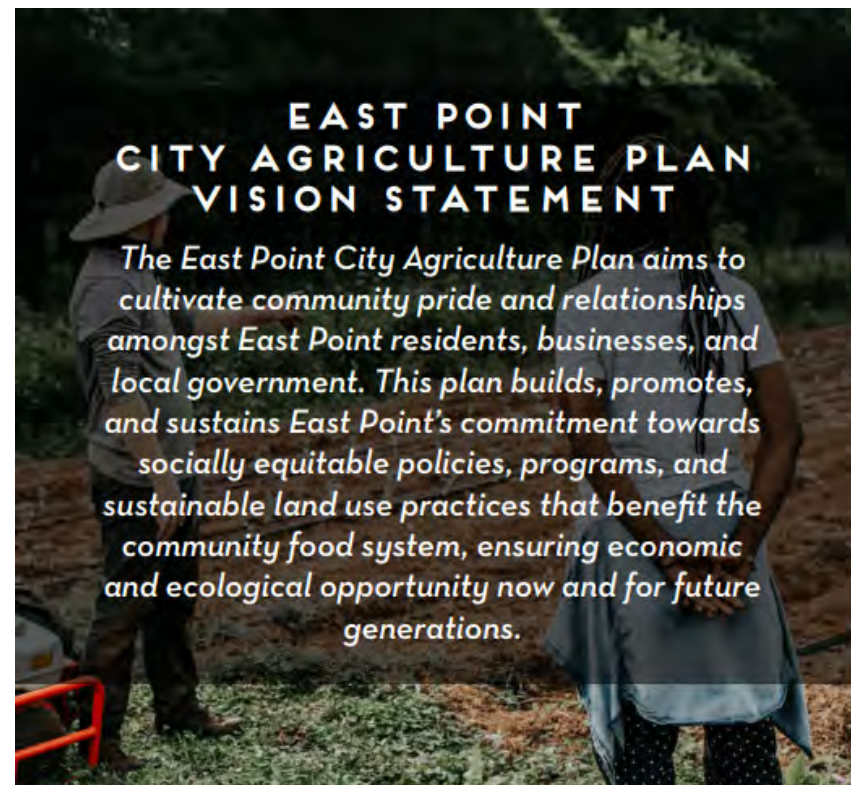 EAST POINT
CITY AGRICULTURE PLAN
VISION STATEMENT
The East Point City Agriculture Plan aims to
cultivate community pride and relationships
amongst East Point residents, businesses, and
local government. This plan builds, promotes,
and sustains East Point's commitment towards
socially equitable policies, programs, and
sustainable land use practices that benefit the
community food system, ensuring economic
and ecological opportunity now and for future
generations.